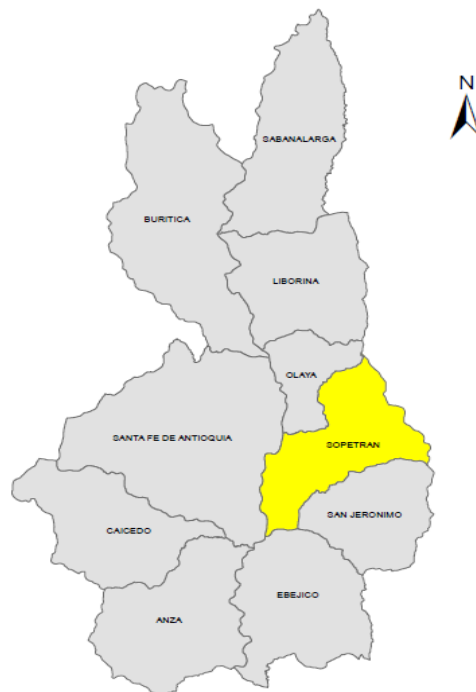 N
SABANALARGA
BURITICA
LIBORINA
OLAYA
SANTA FE DE ANTIOQUIA
SOPETRAN
SAN JERONIMO
CAICEDO
EBEJICO
ANZA